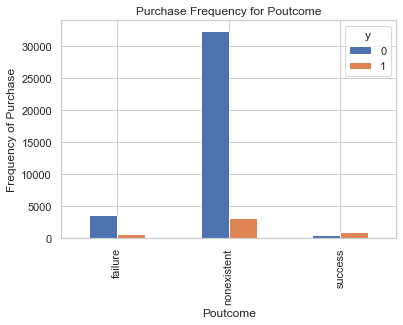 Purchase Frequency for Poutcome
y
0
1
Frequency of Purchase
30000
25000
20000
15000
10000
5000
0
failure
nonexistent
success
Poutcome